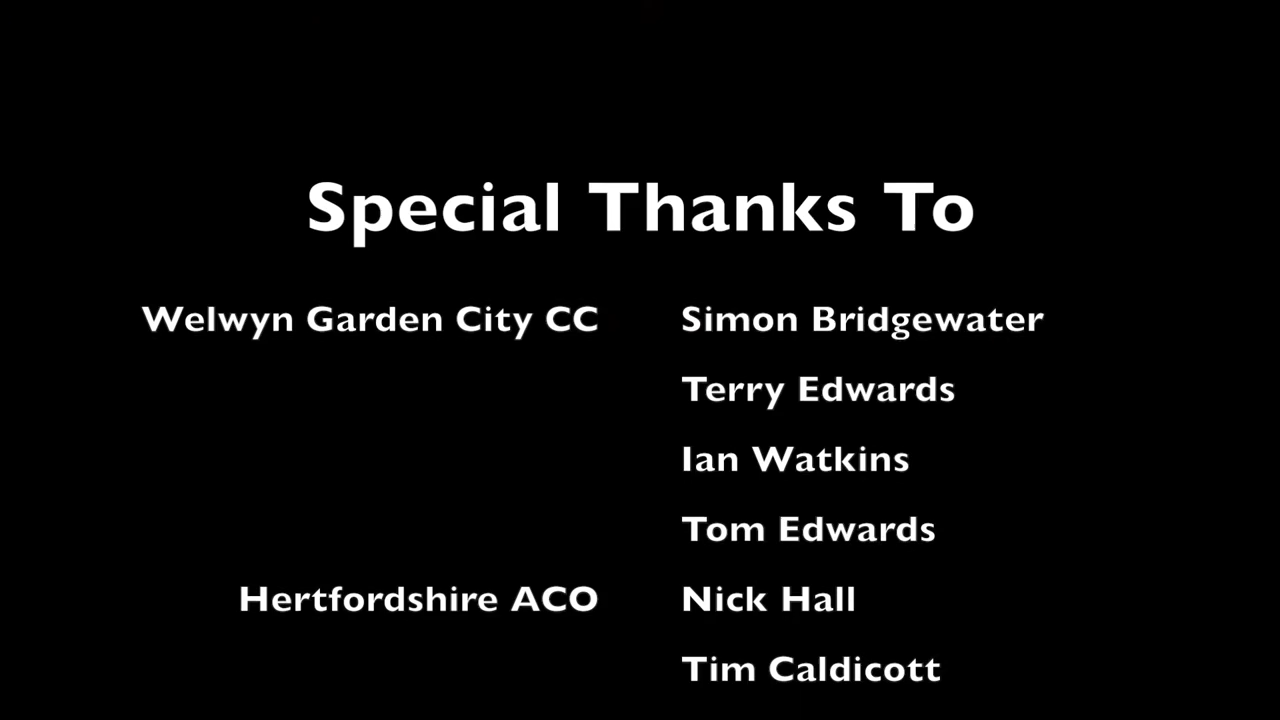 Special Thanks To
Welwyn Garden City CC Simon Bridgewater
Terry Edwards
Ian Watkins
Tom Edwards
Hertfordshire ACO Nick Hall
Tim Caldicott